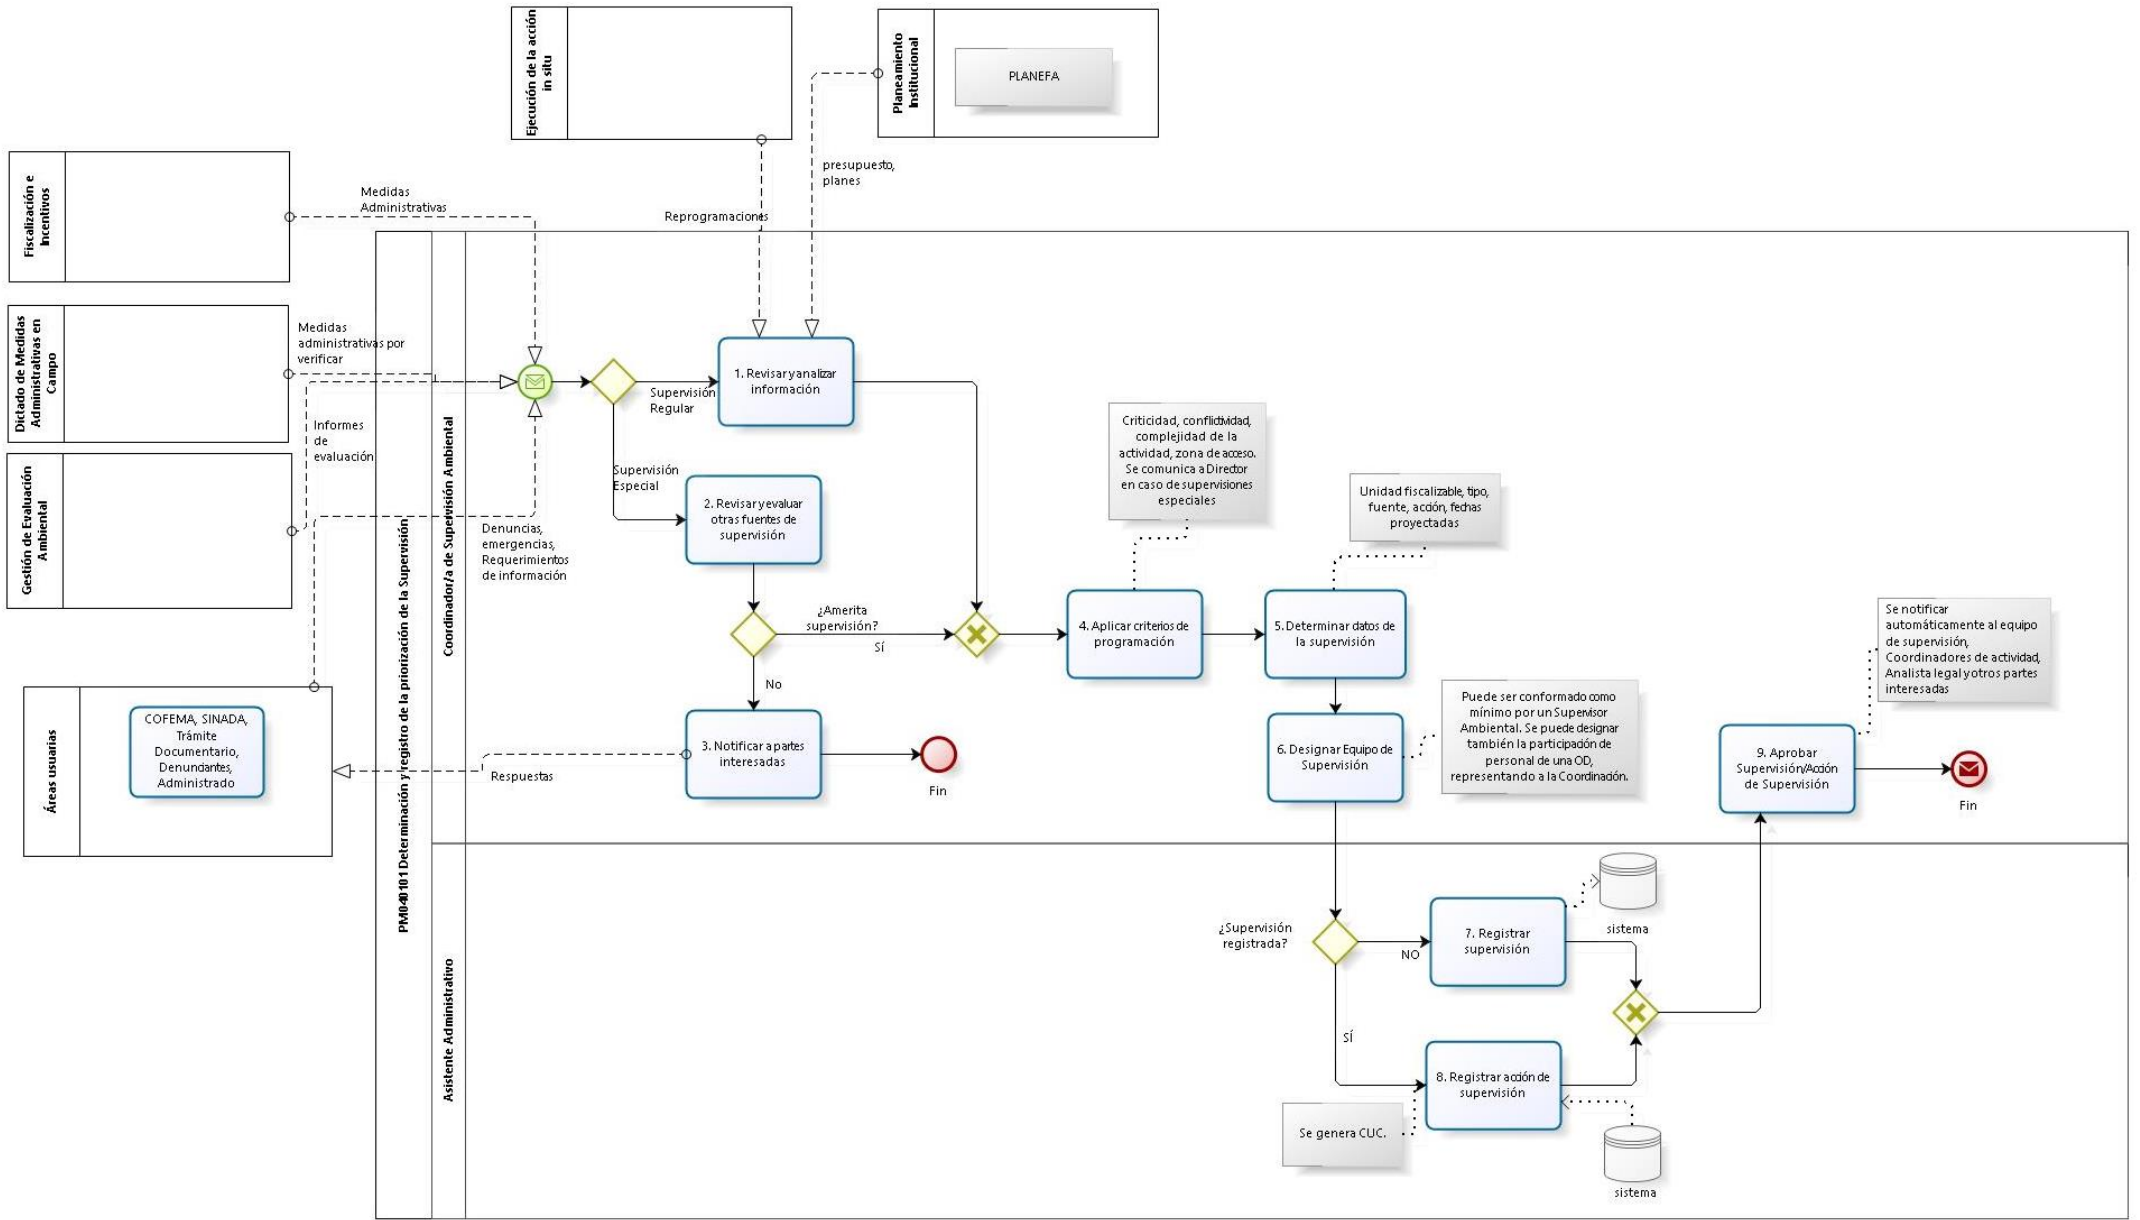 Ejecución de la acción
in situ
Planeamiento
Institucional
PLANEFA
presupuesto,
planes
Reprogramaciones
Fiscalización e
Incentivos
Medidas
Administrativas
Dictado de Medidas
Administrativas en
Campo
Medidas
administrativas por
verificar
Gestión de Evaluación
Ambiental
Informes
de
evaluación
Áreas usuarias
COFEMA, SINADA,
Trámite
Documentario,
Denunciantes,
Administrado
Denuncias,
emergencias,
Requerimientos
de información
Respuestas
PM040101 Determinación y registro de la priorización de la Supervisión
Coordinador/a de Supervisión Ambiental
Supervisión
Regular
1. Revisar y analizar
información
Supervisión
Especial
2. Revisar y evaluar
otras fuentes de
supervisión
¿Amerita
supervisión?
Sí
No
3. Notificar a partes
interesadas
Fin
Criticidad, conflictividad,
complejidad de la
actividad, zona de acceso.
Se comunica a Director
en caso de supervisiones
especiales
4. Aplicar criterios de
programación
Unidad fiscalizable, tipo,
fuente, acción, fechas
proyectadas
5. Determinar datos de
la supervisión
6. Designar Equipo de
Supervisión
Puede ser conformado como
mínimo por un Supervisor
Ambiental. Se puede designar
también la participación de
personal de una OD,
representando a la Coordinación.
Se notificar
automáticamente al equipo
de supervisión,
Coordinadores de actividad,
Analista legal y otros partes
interesadas
9. Aprobar
Supervisión/Acción
de Supervisión
Fin
Asistente Administrativo
¿Supervisión
registrada?
NO
7. Registrar
supervisión
sistema
SÍ
8. Registrar acción de
supervisión
Se genera CUC.
sistema